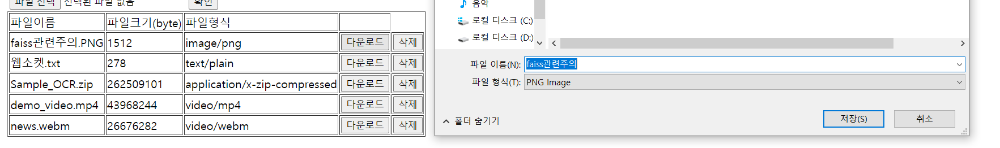 파일 선택 선택된 파일 없음 확인
파일이름 파일크기(byte) 파일형식
faiss관련주의.PNG 1512 image/png 다운로드 삭제
웹소켓.txt 278 text/plain 다운로드 삭제
Sample_OCR.zip 262509101 application/x-zip-compressed 다운로드 삭제
demo_video.mp4 43968244 video/mp4 다운로드 삭제
news.webm 26676282 video/webm 다운로드 삭제
음악
로컬 디스크 (C:)
로컬 디스크 (D:)
파일 이름(N): faiss관련주의
파일 형식(T): PNG Image
폴더 숨기기 저장(S) 취소